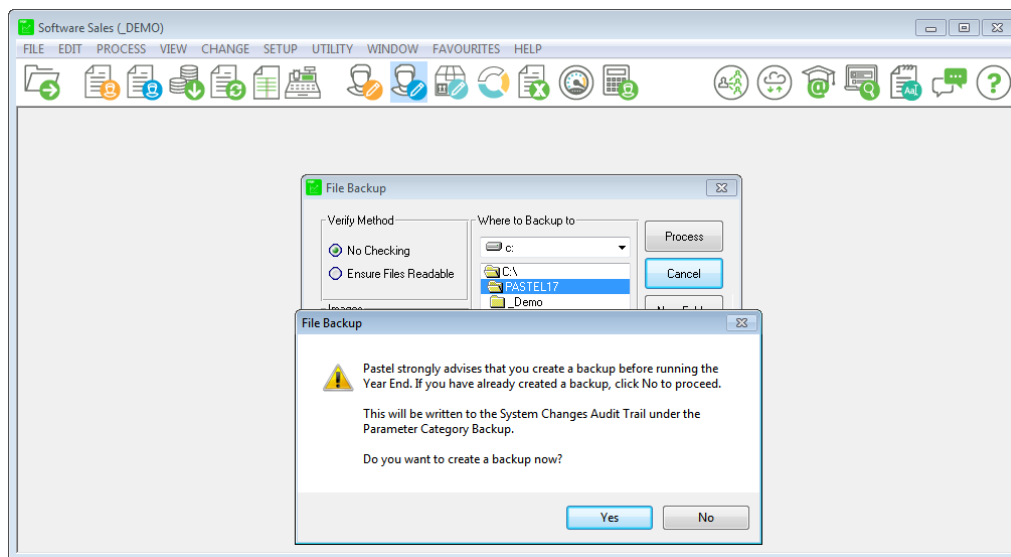 Software Sales (_DEMO)
FILE EDIT PROCESS VIEW CHANGE SETUP UTILITY WINDOW FAVOURITES HELP
File Backup
Verify Method
Where to Backup to
No Checking
Ensure Files Readable
c:
C:\
PASTEL17
_Demo
Process
Cancel
File Backup
Pastel strongly advises that you create a backup before running the
Year End. If you have already created a backup, click No to proceed.
This will be written to the System Changes Audit Trail under the
Parameter Category Backup.
Do you want to create a backup now?
Yes No